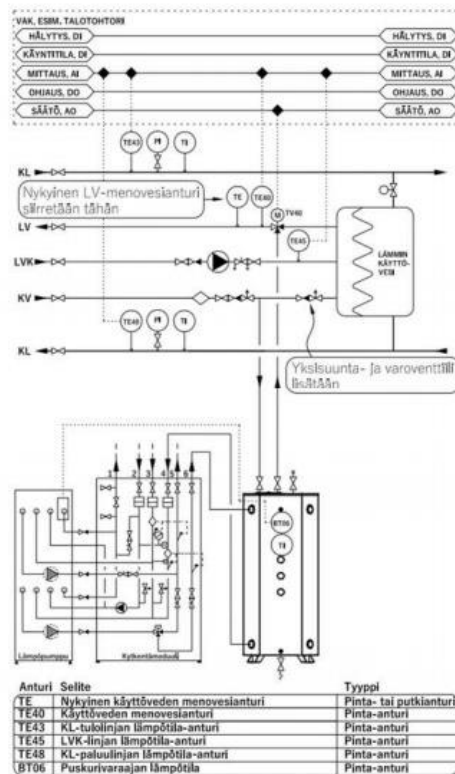 VAK, ESIM. TALOTOHTORI
HÄLYTYS, DI HÄLYTYS, DI
KÄYNTITILA, DI KÄYNTITILA, DI
MITTAUS, AI MITTAUS, AI
OHJAUS, DO OHJAUS, DO
SÄÄTÖ, AO SÄÄTÖ, AO
TE43 PI TI
KL
Nykyinen LV-menovesianturi
siirretään tähän
TE TE40 M TV40
LV
TE45
LVK
LÄMMIN
KÄYTTÖ-
VESI
KV
TE48 PI TI
KL
Yksisuunta- ja varoventtiili
lisätään
1 2 3 4 5 6
BT06
TI
Lämpöpumppu Kytkentämoduuli
Anturi Selite Tyyppi
TE Nykyinen käyttöveden menovesianturi Pinta- tai putkianturi
TE40 Käyttöveden menovesianturi Pinta-anturi
TE43 KL-tulolinjan lämpötila-anturi Pinta-anturi
TE45 LVK-linjan lämpötila-anturi Pinta-anturi
TE48 KL-paluulinjan lämpötila-anturi Pinta-anturi
BT06 Puskurivaraajan lämpötila Pinta-anturi